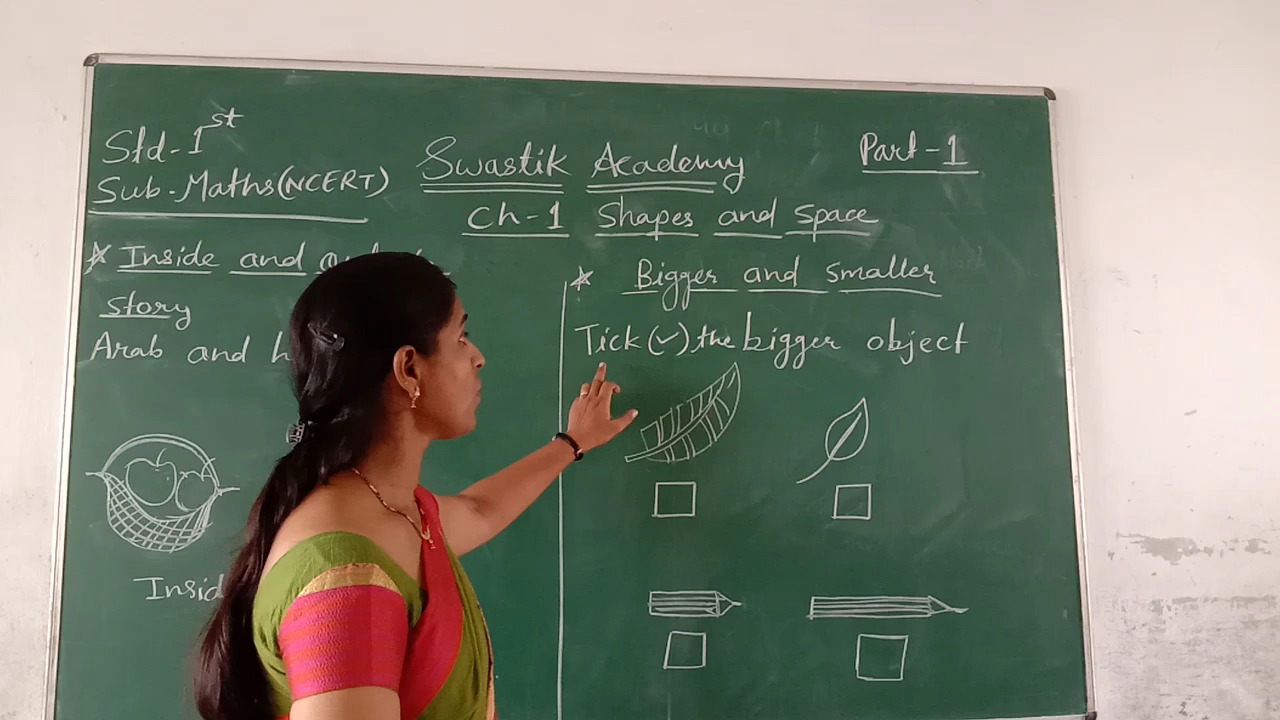 Std-1st
Sub-Maths(NCERT)
Swastik Academy
Part-1
Ch-1 Shapes and space
* Inside and
story
Arab and
Insid
* Bigger and smaller
Tick (✓) the bigger object